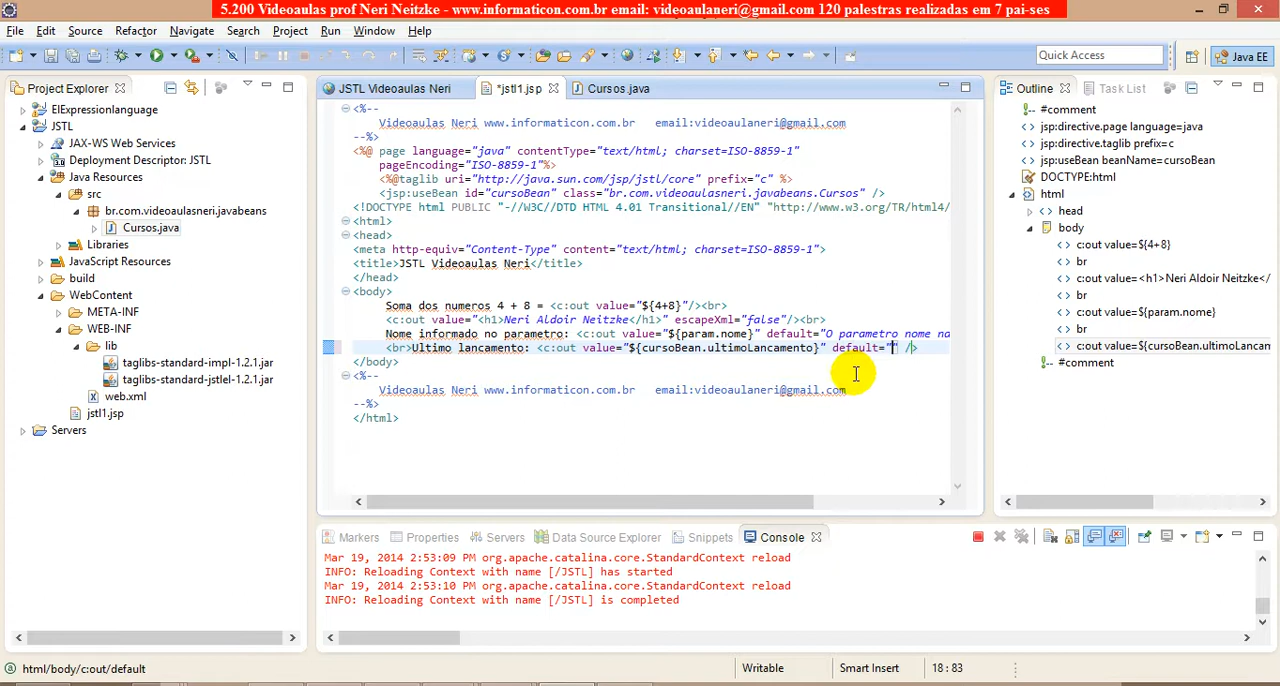 5.200 Videoaulas prof Neri Neitzke - www.informaticon.com.br email: videoaulaneri@gmail.com 120 palestras realizadas em 7 pai-ses
File Edit Source Refactor Navigate Search Project Run Window Help
Quick Access
Java EE
Project Explorer
ElExpressionlanguage
JSTL
JAX-WS Web Services
Deployment Descriptor: JSTL
Java Resources
src
br.com.videoaulasneri.javabeans
Cursos.java
Libraries
JavaScript Resources
build
WebContent
META-INF
WEB-INF
lib
taglibs-standard-impl-1.2.1.jar
taglibs-standard-jstlel-1.2.1.jar
web.xml
jstl1.jsp
Servers
JSTL Videoaulas Neri
*jstl1.jsp
Cursos.java
<%--
Videoaulas Neri www.informaticon.com.br email:videoaulaneri@gmail.com
--%>
<%@ page language="java" contentType="text/html; charset=ISO-8859-1"
pageEncoding="ISO-8859-1"%>
<%@taglib uri="http://java.sun.com/jsp/jstl/core" prefix="c" %>
<jsp:useBean id="cursoBean" class="br.com.videoaulasneri.javabeans.Cursos" />
<!DOCTYPE html PUBLIC "-//W3C//DTD HTML 4.01 Transitional//EN" "http://www.w3.org/TR/html4/
<html>
<head>
<meta http-equiv="Content-Type" content="text/html; charset=ISO-8859-1">
<title>JSTL Videoaulas Neri</title>
</head>
<body>
Soma dos numeros 4 + 8 = <c:out value="${4+8}"/><br>
<c:out value="<h1>Neri Aldoir Neitzke</h1>" escapeXml="false"/><br>
Nome informado no parametro: <c:out value="${param.nome}" default="O parametro nome na
<br>Ultimo lancamento: <c:out value="${cursoBean.ultimoLancamento}" default="" />
</body>
<%--
Videoaulas Neri www.informaticon.com.br email:videoaulaneri@gmail.com
--%>
</html>
Outline
Task List
#comment
jsp:directive.page language=java
jsp:directive.taglib prefix=c
jsp:useBean beanName=cursoBean
DOCTYPE:html
html
head
body
c:out value=${4+8}
br
c:out value=<h1>Neri Aldoir Neitzke</
br
c:out value=${param.nome}
br
c:out value=${cursoBean.ultimoLancam
#comment
Markers Properties Servers Data Source Explorer Snippets Console
Mar 19, 2014 2:53:09 PM org.apache.catalina.core.StandardContext reload
INFO: Reloading Context with name [/JSTL] has started
Mar 19, 2014 2:53:10 PM org.apache.catalina.core.StandardContext reload
INFO: Reloading Context with name [/JSTL] is completed
html/body/c:out/default
Writable
Smart Insert
18 : 83